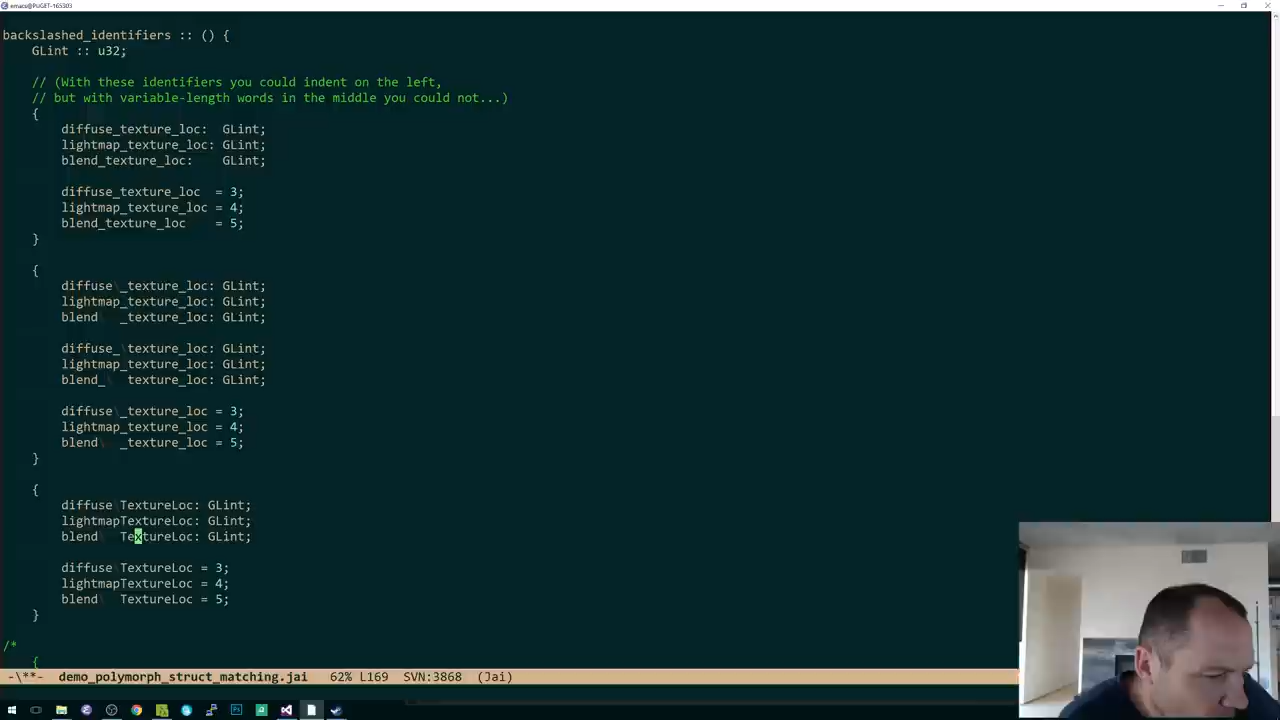 emacs@PUGET-165303
backslashed_identifiers :: () {
GLint :: u32;
// (With these identifiers you could indent on the left,
// but with variable-length words in the middle you could not...)
{
diffuse_texture_loc:  GLint;
lightmap_texture_loc: GLint;
blend_texture_loc:    GLint;
diffuse_texture_loc  = 3;
lightmap_texture_loc = 4;
blend_texture_loc    = 5;
}
{
diffuse\_texture_loc: GLint;
lightmap_texture_loc: GLint;
blend\  _texture_loc: GLint;
diffuse_\texture_loc: GLint;
lightmap_texture_loc: GLint;
blend_\  texture_loc: GLint;
diffuse\_texture_loc = 3;
lightmap_texture_loc = 4;
blend\  _texture_loc = 5;
}
{
diffuse\TextureLoc: GLint;
lightmapTextureLoc: GLint;
blend\  TextureLoc: GLint;
diffuse\TextureLoc = 3;
lightmapTextureLoc = 4;
blend\  TextureLoc = 5;
}
/*
{
-\**-  demo_polymorph_struct_matching.jai   62% L169  SVN:3868  (Jai)